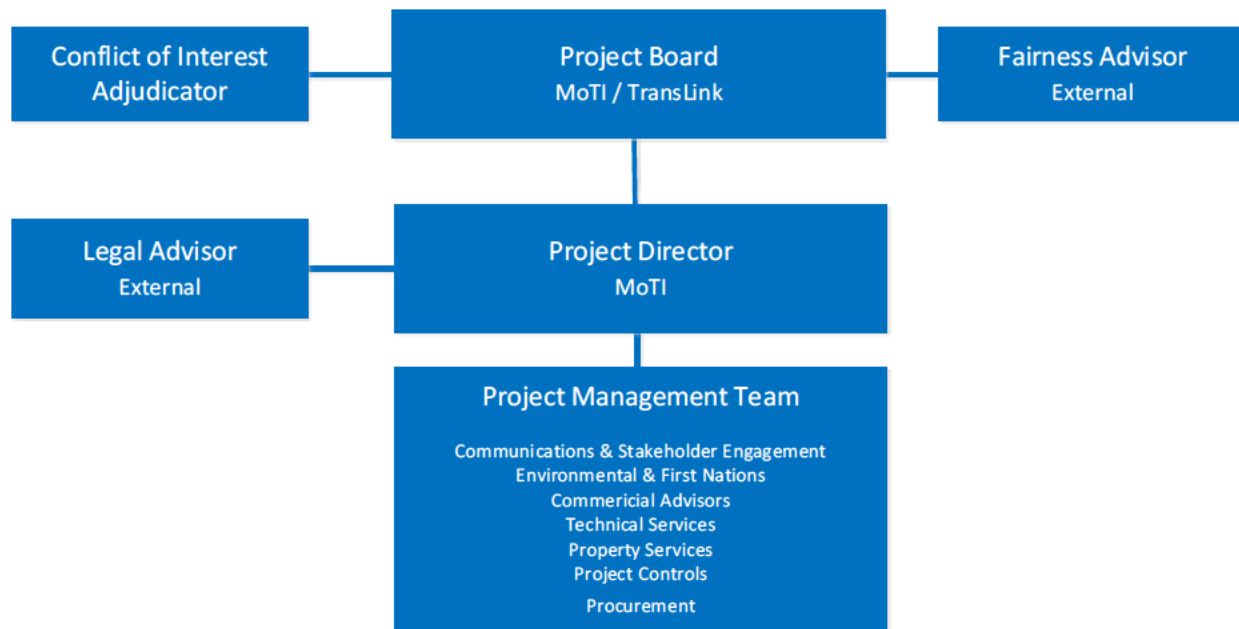 Conflict of Interest
Adjudicator
Project Board
MoTI / TransLink
Fairness Advisor
External
Legal Advisor
External
Project Director
MoTI
Project Management Team
Communications & Stakeholder Engagement
Environmental & First Nations
Commericial Advisors
Technical Services
Property Services
Project Controls
Procurement